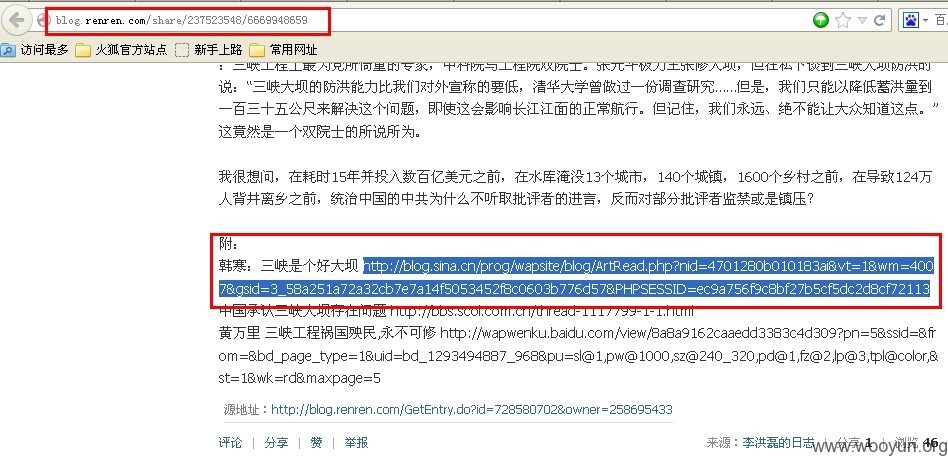 blog.renren.com/share/237523548/6669948659
百
访问最多 火狐官方站点 新手上路 常用网址
：三峡工程上最为党所倚重的专家，中科院与工程院双院士。张光斗极力主张修大坝，但在私下谈到三峡大坝防洪的
说：“三峡大坝的防洪能力比我们对外宣称的要低，清华大学曾做过一份调查研究……但是，我们只能以降低蓄洪量到
一百三十五公尺来解决这个问题，即使这会影响长江江面的正常航行。但记住，我们永远、绝不能让大众知道这点。”
这竟然是一个双院士的所说所为。
我很想问，在耗时15年并投入数百亿美元之前，在水库淹没13个城市，140个城镇，1600个乡村之前，在导致124万
人背井离乡之前，统治中国的中共为什么不听取批评者的进言，反而对部分批评者监禁或是镇压？
附：
韩寒：三峡是个好大坝 http://blog.sina.cn/prog/wapsite/blog/ArtRead.php?nid=4701280b010183ai&vt=1&wm=400
7&gsid=3_58a251a72a32cb7e7a14f5053452f8c0603b776d57&PHPSESSID=ec9a756f9c8bf27b5cf5dc2d8cf72113
中国承认三峡大坝存在问题 http://bbs.scol.com.cn/thread-1117799-1-1.html
黄万里 三峡工程祸国殃民,永不可修 http://wapwenku.baidu.com/view/8a8a9162caaedd3383c4d309?pn=5&ssid=&fr
om=&bd_page_type=1&uid=bd_1293494887_968&pu=sl@1,pw@1000,sz@240_320,pd@1,fz@2,lp@3,tpl@color,&
st=1&wk=rd&maxpage=5
源地址：http://blog.renren.com/GetEntry.do?id=728580702&owner=258695433
评论 | 分享 | 赞 | 举报 来源：李洪磊的日志 | 分享 1 | 浏览 46
www.wooyun.org